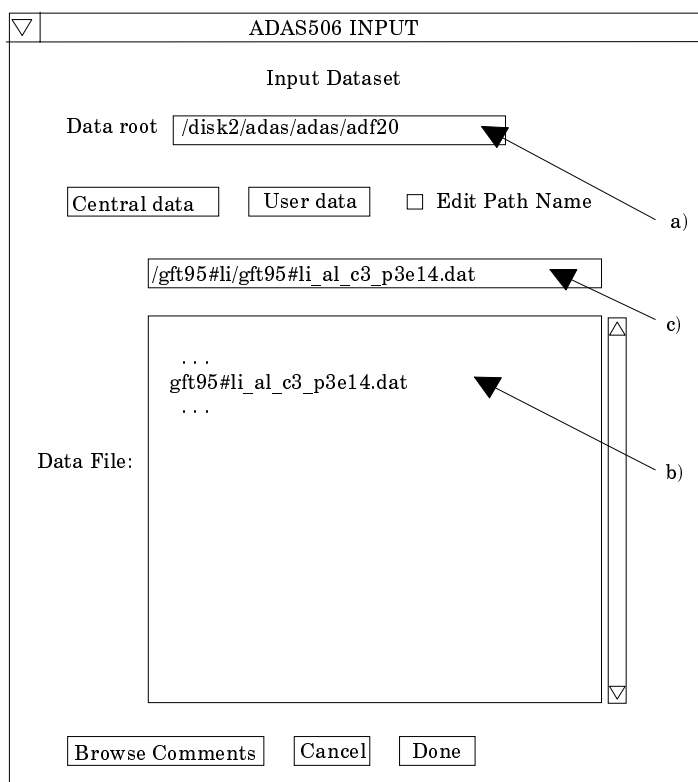 ADAS506 INPUT
Input Dataset
Data root /disk2/adas/adas/adf20
a)
Central data User data Edit Path Name
/gft95#li/gft95#li_al_c3_p3e14.dat
c)
...
gft95#li_al_c3_p3e14.dat
...
Data File:
b)
Browse Comments Cancel Done